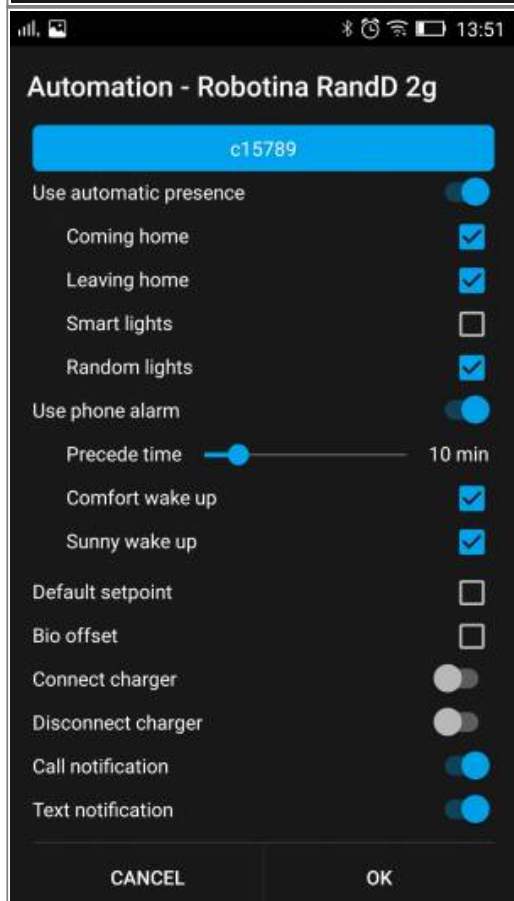 13:51
Automation - Robotina RandD 2g
c15789
Use automatic presence
Coming home
Leaving home
Smart lights
Random lights
Use phone alarm
Precede time 10 min
Comfort wake up
Sunny wake up
Default setpoint
Bio offset
Connect charger
Disconnect charger
Call notification
Text notification
CANCEL OK